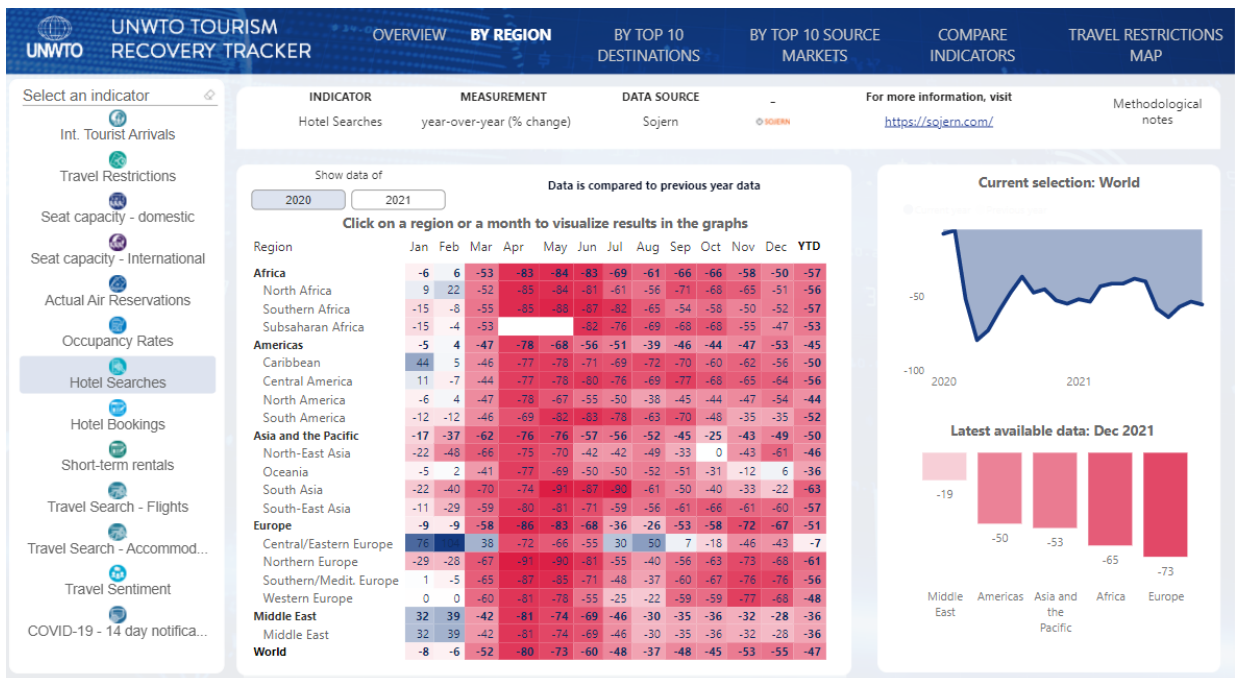 UNWTO
UNWTO TOURISM
RECOVERY TRACKER
OVERVIEW
BY REGION
BY TOP 10
DESTINATIONS
BY TOP 10 SOURCE
MARKETS
COMPARE
INDICATORS
TRAVEL RESTRICTIONS
MAP
Select an indicator
Int. Tourist Arrivals
Travel Restrictions
Seat capacity - domestic
Seat capacity - International
Actual Air Reservations
Occupancy Rates
Hotel Searches
Hotel Bookings
Short-term rentals
Travel Search - Flights
Travel Search - Accommod...
Travel Sentiment
COVID-19 - 14 day notifica...
INDICATOR MEASUREMENT DATA SOURCE - For more information, visit
Hotel Searches year-over-year (% change) Sojern SOJERN https://sojern.com/
Methodological
notes
Show data of
2020 2021
Data is compared to previous year data
Click on a region or a month to visualize results in the graphs
Region Jan Feb Mar Apr May Jun Jul Aug Sep Oct Nov Dec YTD
Africa -6 6 -53 -83 -84 -83 -69 -61 -66 -66 -58 -50 -57
North Africa 9 22 -52 -85 -84 -81 -61 -56 -71 -68 -65 -51 -56
Southern Africa -15 -8 -55 -85 -88 -87 -82 -65 -54 -58 -50 -52 -57
Subsaharan Africa -15 -4 -53 -82 -76 -69 -68 -68 -55 -47 -53
Americas -5 4 -47 -78 -68 -56 -51 -39 -46 -44 -47 -53 -45
Caribbean 44 5 -46 -77 -78 -71 -69 -72 -70 -60 -62 -56 -50
Central America 11 -7 -44 -77 -78 -80 -76 -69 -77 -68 -65 -64 -56
North America -6 4 -47 -78 -67 -55 -50 -38 -45 -44 -47 -54 -44
South America -12 -12 -46 -69 -82 -83 -78 -63 -70 -48 -35 -35 -52
Asia and the Pacific -17 -37 -62 -76 -76 -57 -56 -52 -45 -25 -43 -49 -50
North-East Asia -22 -48 -66 -75 -70 -42 -42 -49 -33 0 -43 -61 -46
Oceania -5 2 -41 -77 -69 -50 -50 -52 -51 -31 -12 6 -36
South Asia -22 -40 -70 -74 -91 -87 -90 -61 -50 -40 -33 -22 -63
South-East Asia -11 -29 -59 -80 -81 -71 -59 -56 -61 -66 -61 -60 -57
Europe -9 -9 -58 -86 -83 -68 -36 -26 -53 -58 -72 -67 -51
Central/Eastern Europe 76 38 -72 -66 -55 30 50 7 -18 -46 -43 -7
Northern Europe -29 -28 -67 -91 -90 -81 -55 -40 -56 -63 -73 -68 -61
Southern/Medit. Europe 1 -5 -65 -87 -85 -71 -48 -37 -60 -67 -76 -76 -56
Western Europe 0 0 -60 -81 -78 -55 -25 -22 -59 -59 -77 -68 -48
Middle East 32 39 -42 -81 -74 -69 -46 -30 -35 -36 -32 -28 -36
Middle East 32 39 -42 -81 -74 -69 -46 -30 -35 -36 -32 -28 -36
World -8 -6 -52 -80 -73 -60 -48 -37 -48 -45 -53 -55 -47
Current selection: World
-50
-100
2020 2021
Latest available data: Dec 2021
-19
-50
-53
-65
-73
Middle
East
Americas
Asia and
the
Pacific
Africa
Europe